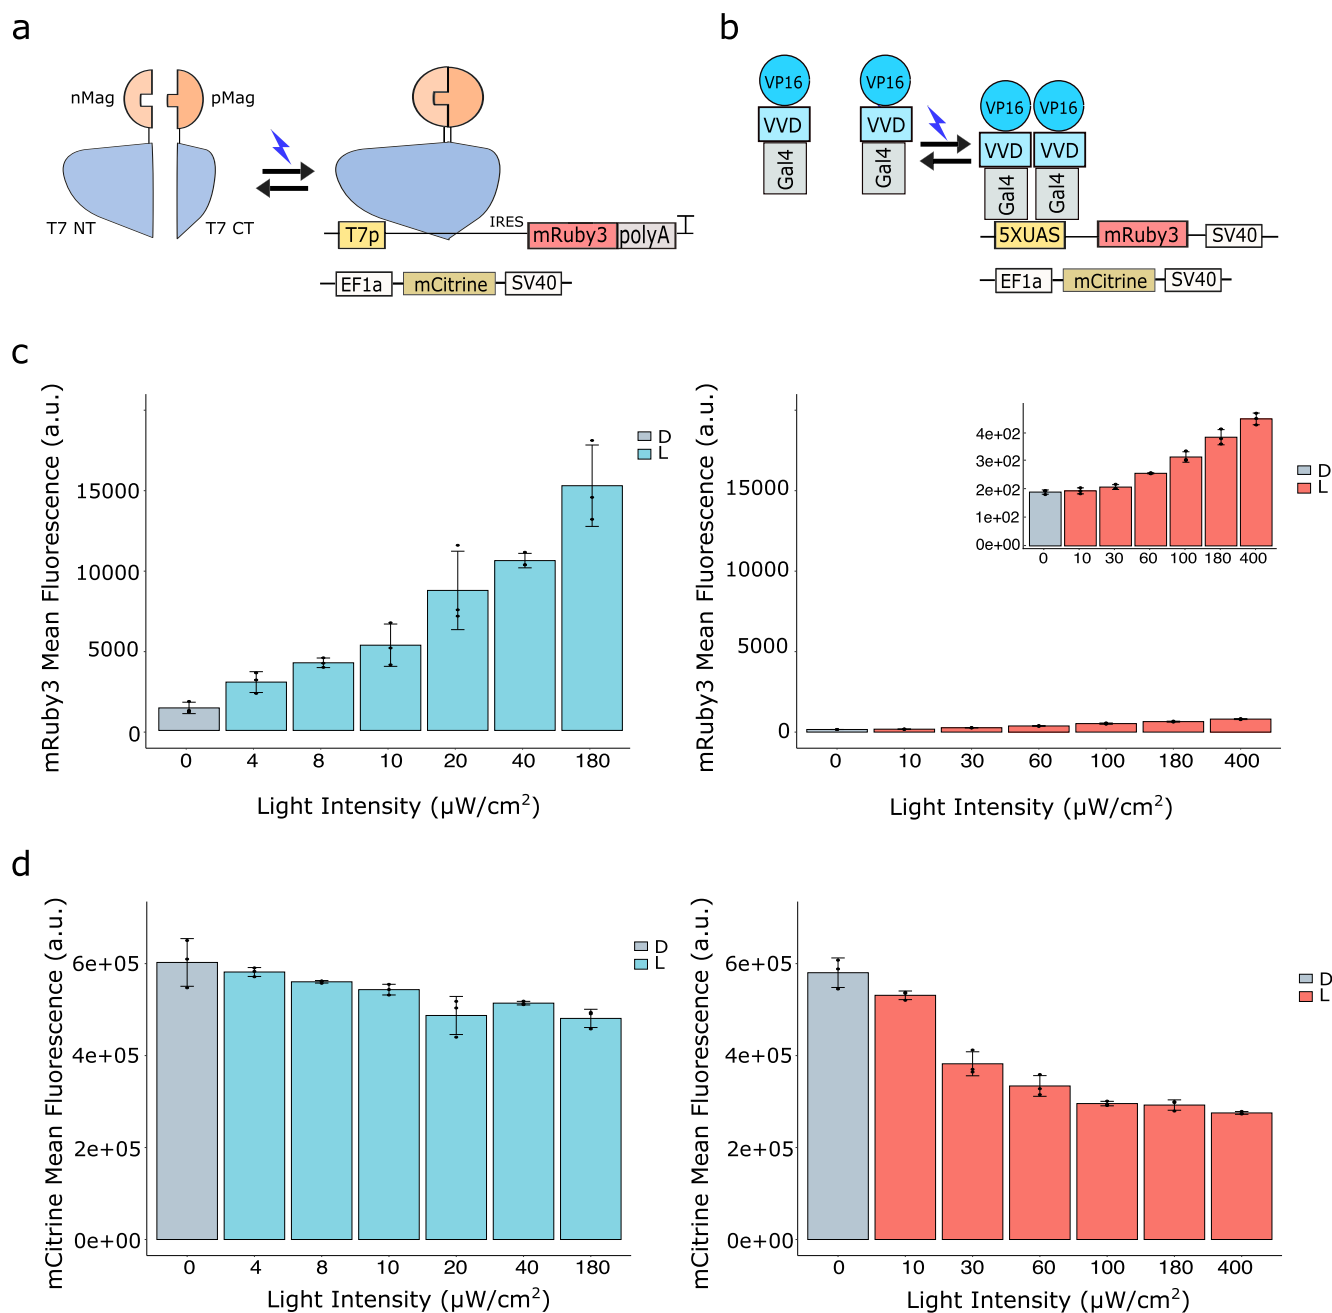 a
nMag
pMag
T7 NT
T7 CT
T7p
IRES
mRuby3
polyA
EF1a
mCitrine
SV40
b
VP16
VVD
Gal4
VP16
VVD
Gal4
VP16
VP16
VVD
VVD
Gal4
Gal4
5XUAS
mRuby3
SV40
EF1a
mCitrine
SV40
c
mRuby3 Mean Fluorescence (a.u.)
15000
10000
5000
0
0 4 8 10 20 40 180
Light Intensity (µW/cm²)
D
L
mRuby3 Mean Fluorescence (a.u.)
15000
10000
5000
0
0 10 30 60 100 180 400
Light Intensity (µW/cm²)
4e+02
3e+02
2e+02
1e+02
0e+00
0 10 30 60 100 180 400
D
L
d
mCitrine Mean Fluorescence (a.u.)
6e+05
4e+05
2e+05
0e+00
0 4 8 10 20 40 180
Light Intensity (µW/cm²)
D
L
mCitrine Mean Fluorescence (a.u.)
6e+05
4e+05
2e+05
0e+00
0 10 30 60 100 180 400
Light Intensity (µW/cm²)
D
L